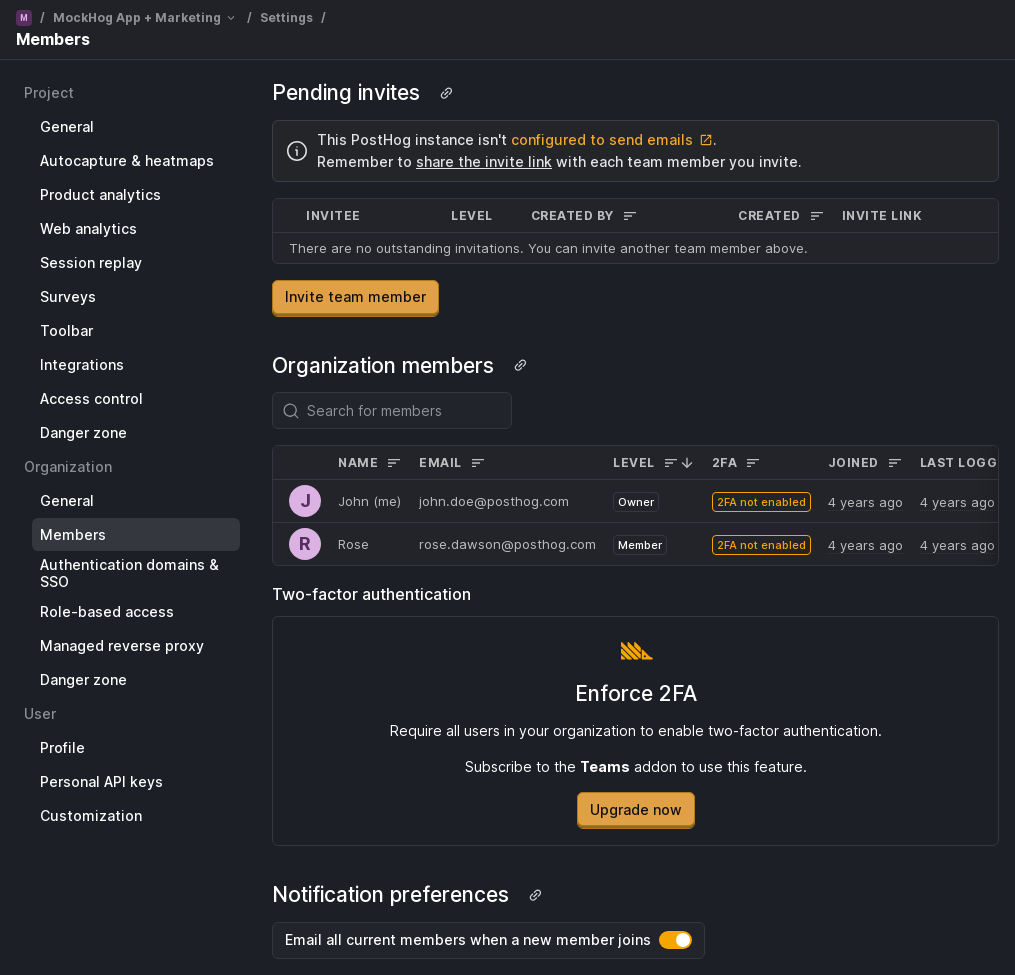 M / MockHog App + Marketing / Settings /
Members
Project
General
Autocapture & heatmaps
Product analytics
Web analytics
Session replay
Surveys
Toolbar
Integrations
Access control
Danger zone
Organization
General
Members
Authentication domains &
SSO
Role-based access
Managed reverse proxy
Danger zone
User
Profile
Personal API keys
Customization
Pending invites
This PostHog instance isn't configured to send emails.
Remember to share the invite link with each team member you invite.
INVITEE LEVEL CREATED BY CREATED INVITE LINK
There are no outstanding invitations. You can invite another team member above.
Invite team member
Organization members
Search for members
NAME EMAIL LEVEL 2FA JOINED LAST LOGG
J John (me) john.doe@posthog.com Owner 2FA not enabled 4 years ago 4 years ago
R Rose rose.dawson@posthog.com Member 2FA not enabled 4 years ago 4 years ago
Two-factor authentication
Enforce 2FA
Require all users in your organization to enable two-factor authentication.
Subscribe to the Teams addon to use this feature.
Upgrade now
Notification preferences
Email all current members when a new member joins